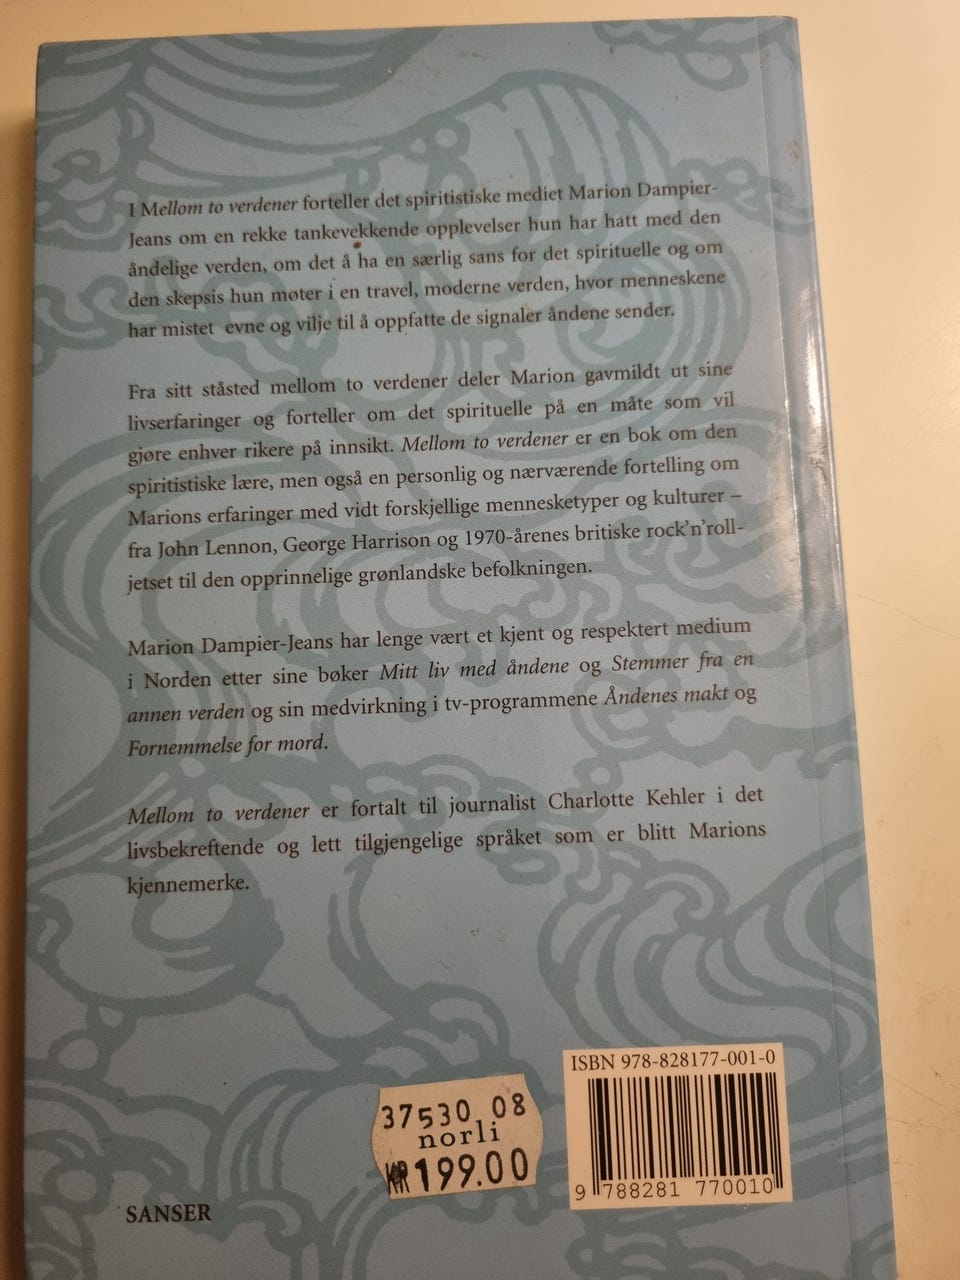 I Mellom to verdener forteller det spiritistiske mediet Marion Dampier-
Jeans om en rekke tankevekkende opplevelser hun har hatt med den
åndelige verden, om det å ha en særlig sans for det spirituelle og om
den skepsis hun møter i en travel, moderne verden, hvor menneskene
har mistet evne og vilje til å oppfatte de signaler åndene sender.
Fra sitt ståsted mellom to verdener deler Marion gavmildt ut sine
livserfaringer og forteller om det spirituelle på en måte som vil
gjøre enhver rikere på innsikt. Mellom to verdener er en bok om den
spiritistiske lære, men også en personlig og nærværende fortelling om
Marions erfaringer med vidt forskjellige mennesketyper og kulturer –
fra John Lennon, George Harrison og 1970-årenes britiske rock'n'roll-
jetset til den opprinnelige grønlandske befolkningen.
Marion Dampier-Jeans har lenge vært et kjent og respektert medium
i Norden etter sine bøker Mitt liv med åndene og Stemmer fra en
annen verden og sin medvirkning i tv-programmene Åndenes makt og
Fornemmelse for mord.
Mellom to verdener er fortalt til journalist Charlotte Kehler i det
livsbekreftende og lett tilgjengelige språket som er blitt Marions
kjennemerke.
ISBN 978-828177-001-0
9 788281 770010
37530 08
norli
KR 199.00
SANSER